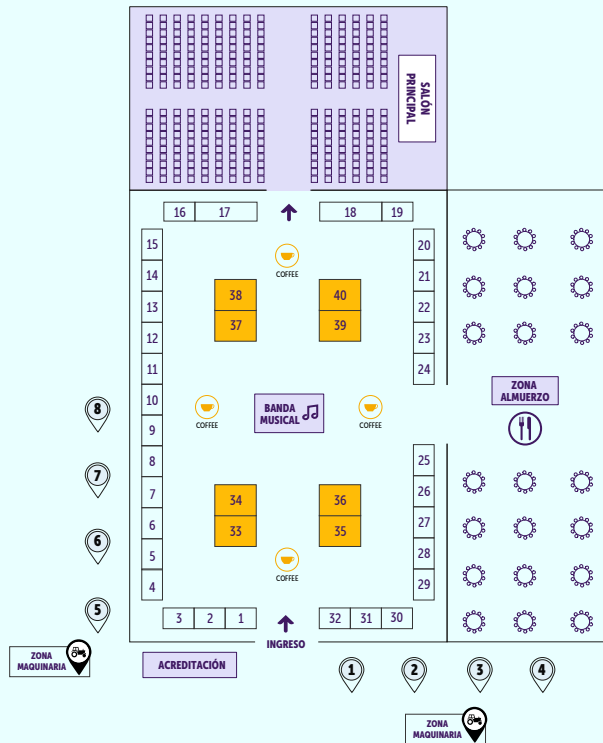 SALÓN
PRINCIPAL
16 17 18 19
15 20
COFFEE
14 21
38 40
13 22
37 39
12 23
11 24
ZONA
ALMUERZO
10
8
BANDA
MUSICAL
COFFEE
COFFEE
9
8 25
7
7 34 36 26
6 33 35 27
6
5 28
COFFEE
4 29
5
3 2 1 32 31 30
INGRESO
ZONA
MAQUINARIA
ACREDITACIÓN
1 2 3 4
ZONA
MAQUINARIA